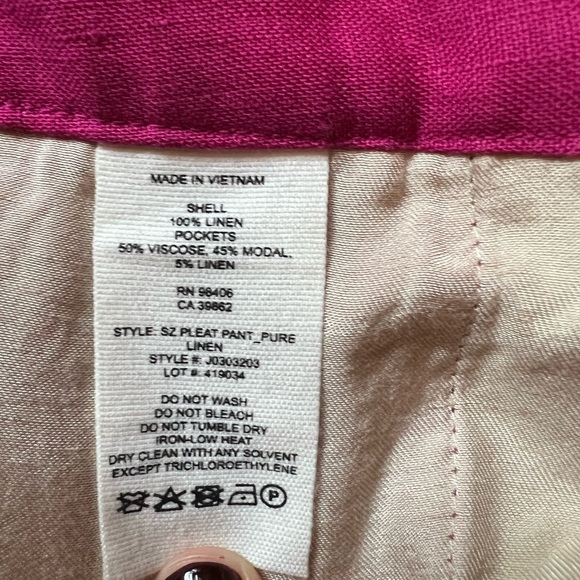 MADE IN VIETNAM
SHELL
100% LINEN
POCKETS
50% VISCOSE, 45% MODAL,
5% LINEN
RN 96406
CA 39862
STYLE: SZ PLEAT PANT_PURE
LINEN
STYLE #: J0303203
LOT #: 419034
DO NOT WASH
DO NOT BLEACH
DO NOT TUMBLE DRY
IRON-LOW HEAT
DRY CLEAN WITH ANY SOLVENT
EXCEPT TRICHLOROETHYLENE
P